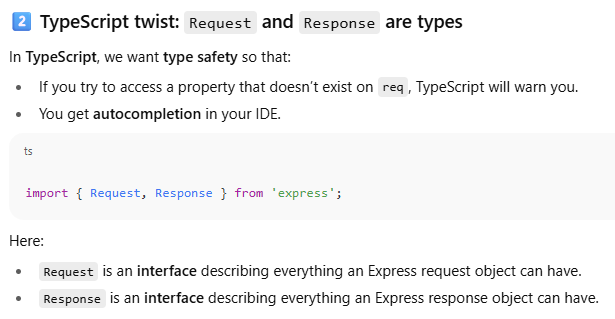 2 TypeScript twist: Request and Response are types
In TypeScript, we want type safety so that:
• If you try to access a property that doesn't exist on req, TypeScript will warn you.
• You get autocompletion in your IDE.
ts
import { Request, Response } from 'express';
Here:
• Request is an interface describing everything an Express request object can have.
• Response is an interface describing everything an Express response object can have.